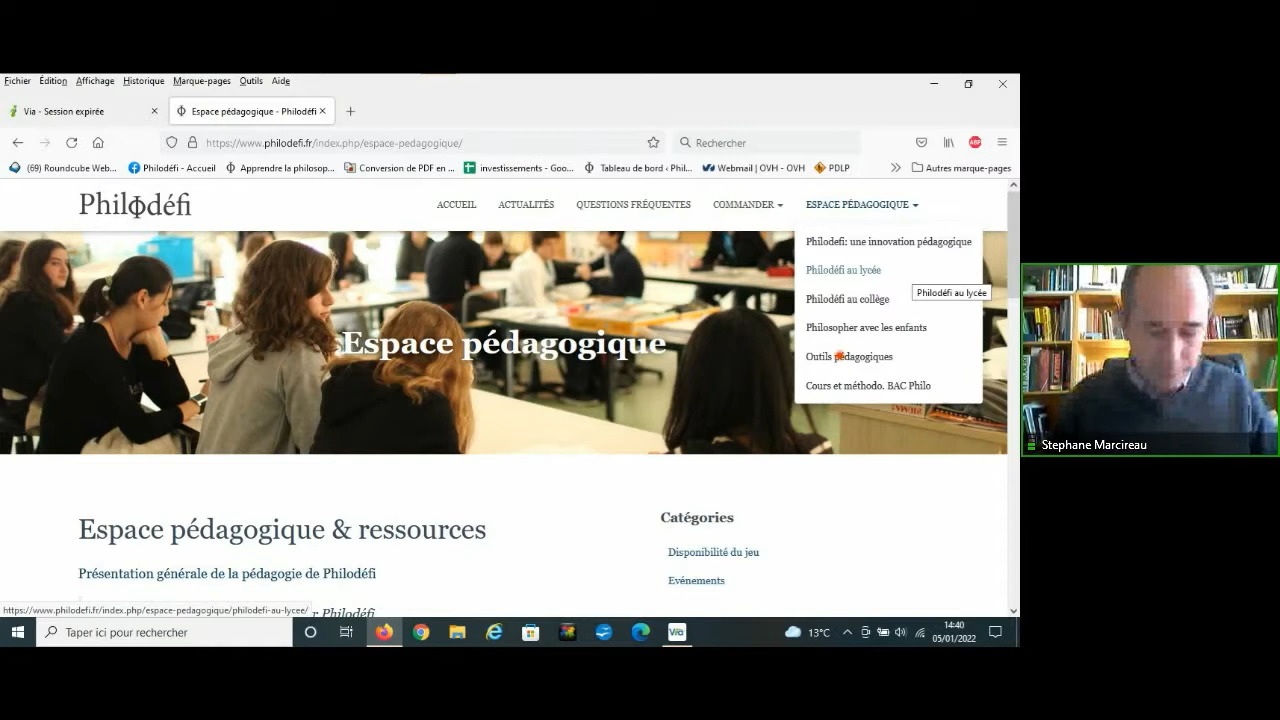 Fichier Édition Affichage Historique Marque-pages Outils Aide
Via - Session expirée
Espace pédagogique - Philodéfi
https://www.philodefi.fr/index.php/espace-pedagogique/
Rechercher
(69) Roundcube Web... Philodéfi - Accueil Apprendre la philosop... Conversion de PDF en ... investissements - Goo... Tableau de bord ‹ Phil... Webmail | OVH - OVH PDLP Autres marque-pages
Philϕdéfi
ACCUEIL ACTUALITÉS QUESTIONS FRÉQUENTES COMMANDER ESPACE PÉDAGOGIQUE
Philodefi: une innovation pédagogique
Philodéfi au lycée
Philodéfi au lycée
Philodéfi au collège
Philosopher avec les enfants
Outils pédagogiques
Cours et méthodo. BAC Philo
Espace pédagogique
Espace pédagogique & ressources
Présentation générale de la pédagogie de Philodéfi
r Philodéfi
Catégories
Disponibilité du jeu
Evénements
https://www.philodefi.fr/index.php/espace-pedagogique/philodefi-au-lycee/
Taper ici pour rechercher
Via
13°C
14:40
05/01/2022
Stephane Marcireau